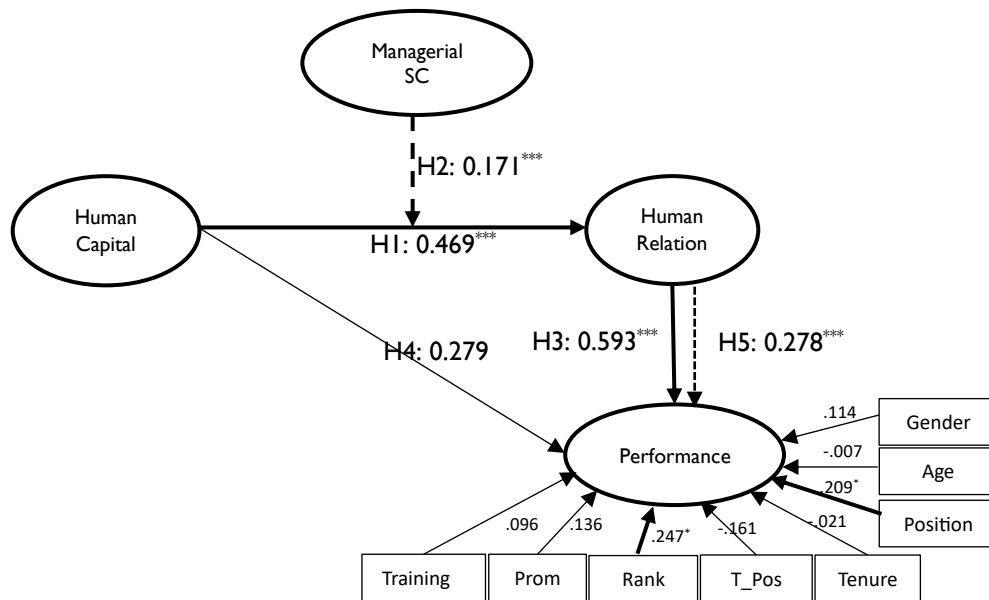 Managerial
SC
H2: 0.171***
Human
Capital
Human
Relation
H1: 0.469***
H4: 0.279
H3: 0.593***
H5: 0.278***
Performance
.114
Gender
-.007
Age
.209*
Position
.096
.136
.247*
-.161
-.021
Training
Prom
Rank
T_Pos
Tenure